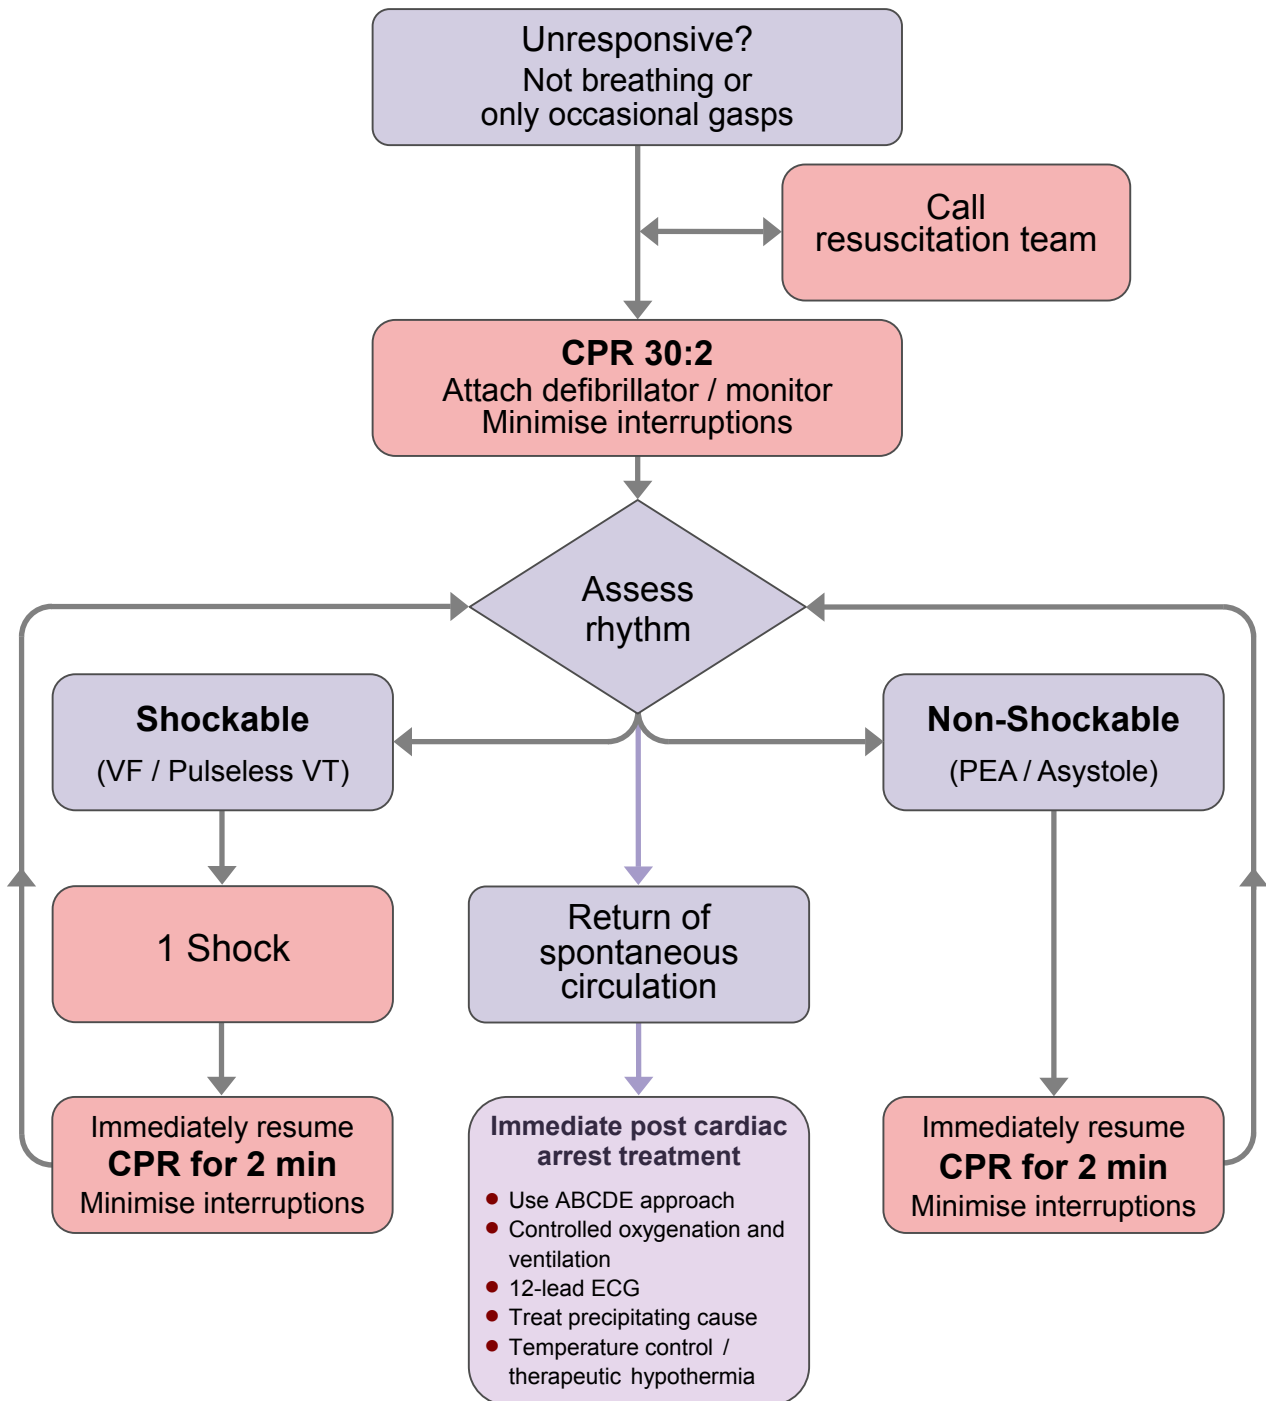 Unresponsive?
Not breathing or
only occasional gasps
Call
resuscitation team
CPR 30:2
Attach defibrillator / monitor
Minimise interruptions
Assess
rhythm
Shockable
(VF / Pulseless VT)
Non-Shockable
(PEA / Asystole)
1 Shock
Return of
spontaneous
circulation
Immediately resume
CPR for 2 min
Minimise interruptions
Immediate post cardiac
arrest treatment
● Use ABCDE approach
● Controlled oxygenation and
ventilation
● 12-lead ECG
● Treat precipitating cause
● Temperature control /
therapeutic hypothermia
Immediately resume
CPR for 2 min
Minimise interruptions